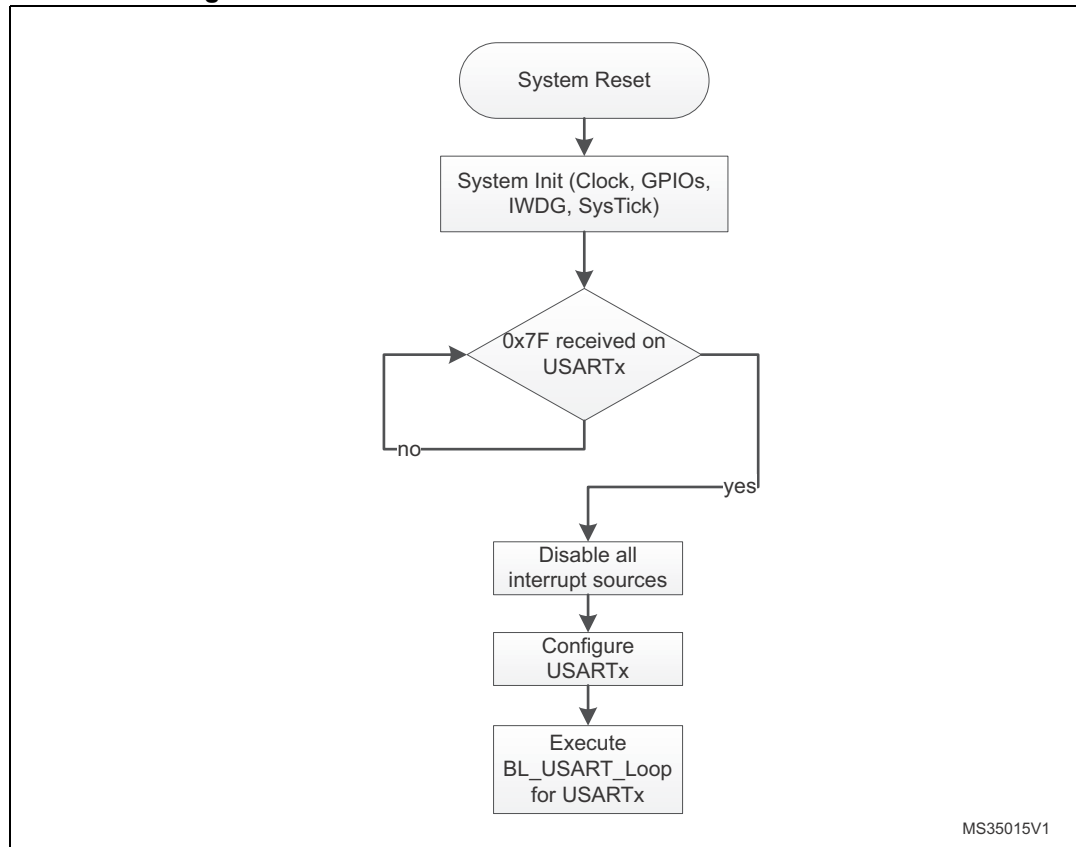 System Reset
System Init (Clock, GPIOs,
IWDG, SysTick)
0x7F received on
USARTx
no
yes
Disable all
interrupt sources
Configure
USARTx
Execute
BL_USART_Loop
for USARTx
MS35015V1